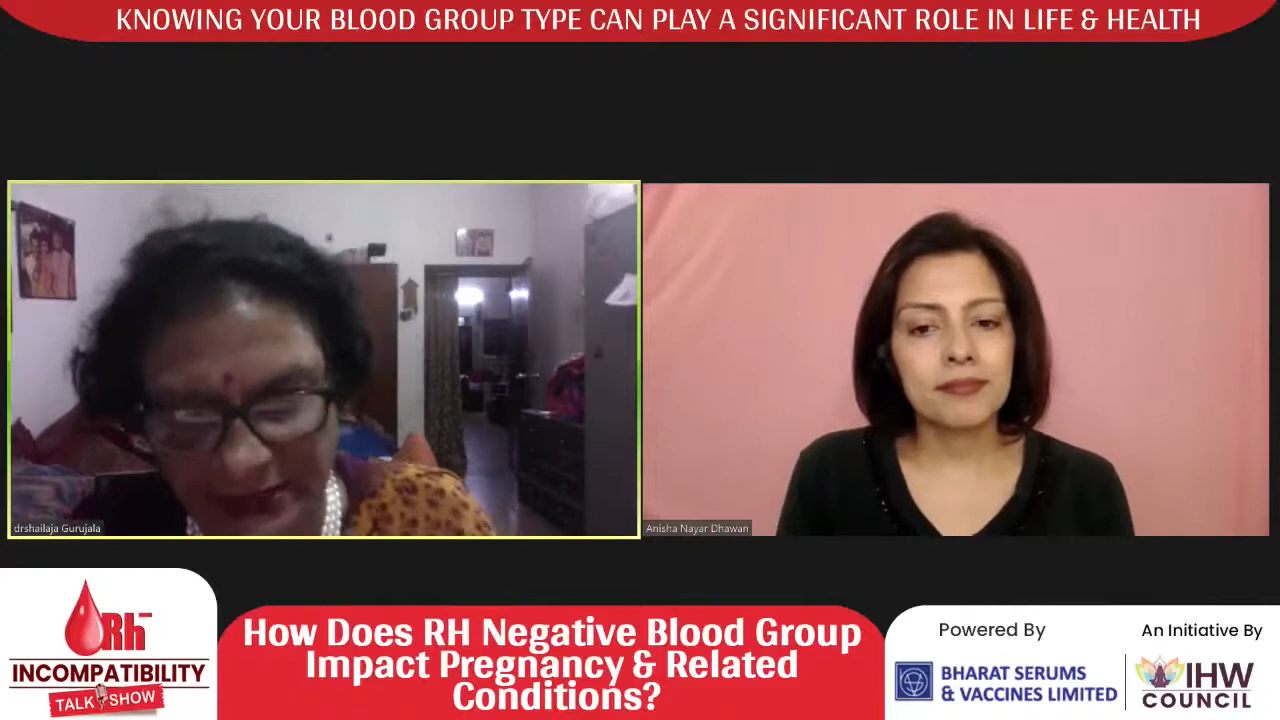 KNOWING YOUR BLOOD GROUP TYPE CAN PLAY A SIGNIFICANT ROLE IN LIFE & HEALTH
drshailaja Gurujala
Anisha Nayar Dhawan
Rh-
INCOMPATIBILITY
TALK SHOW
How Does RH Negative Blood Group
Impact Pregnancy & Related
Conditions?
Powered By
BHARAT SERUMS
& VACCINES LIMITED
An Initiative By
IHW
COUNCIL